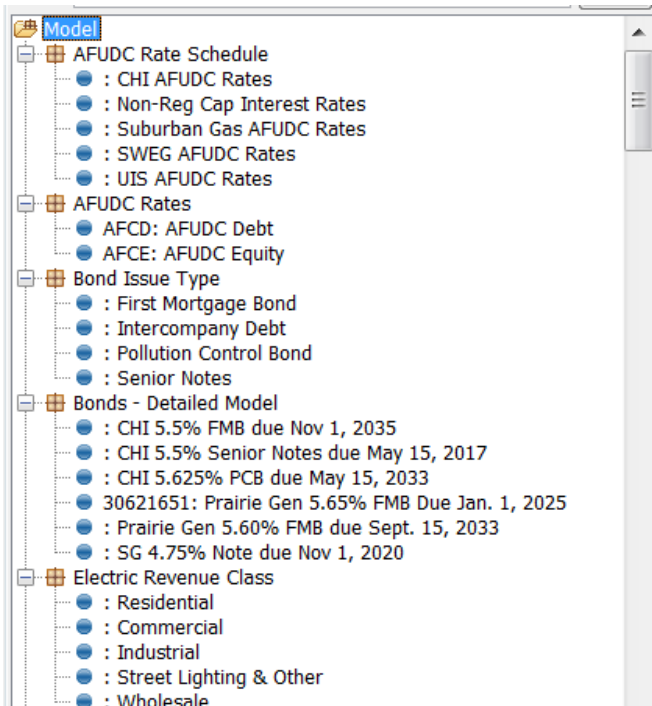 Model
AFUDC Rate Schedule
: CHI AFUDC Rates
: Non-Reg Cap Interest Rates
: Suburban Gas AFUDC Rates
: SWEG AFUDC Rates
: UIS AFUDC Rates
AFUDC Rates
AFCD: AFUDC Debt
AFCE: AFUDC Equity
Bond Issue Type
: First Mortgage Bond
: Intercompany Debt
: Pollution Control Bond
: Senior Notes
Bonds - Detailed Model
: CHI 5.5% FMB due Nov 1, 2035
: CHI 5.5% Senior Notes due May 15, 2017
: CHI 5.625% PCB due May 15, 2033
30621651: Prairie Gen 5.65% FMB Due Jan. 1, 2025
: Prairie Gen 5.60% FMB due Sept. 15, 2033
: SG 4.75% Note due Nov 1, 2020
Electric Revenue Class
: Residential
: Commercial
: Industrial
: Street Lighting & Other
: Wholesale